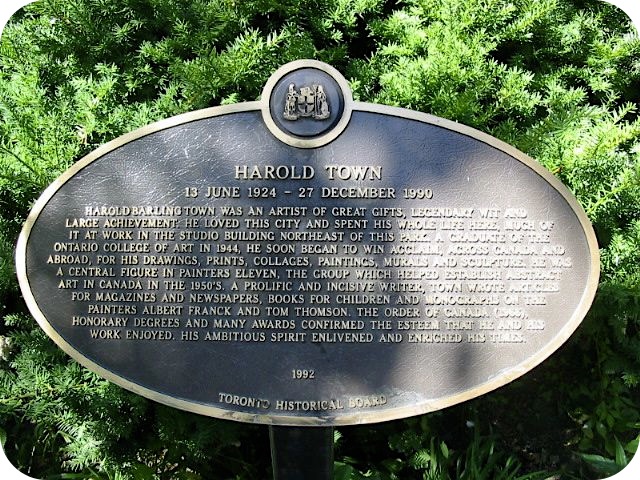 HAROLD TOWN
13 JUNE 1924 - 27 DECEMBER 1990
HAROLD BARLING TOWN WAS AN ARTIST OF GREAT GIFTS, LEGENDARY WIT AND
LARGE ACHIEVEMENT. HE LOVED THIS CITY AND SPENT HIS WHOLE LIFE HERE, MUCH OF
IT AT WORK IN THE STUDIO BUILDING NORTHEAST OF THIS PARK. A GRADUATE OF THE
ONTARIO COLLEGE OF ART IN 1944, HE SOON BEGAN TO WIN ACCLAIM, ACROSS CANADA AND
ABROAD, FOR HIS DRAWINGS, PRINTS, COLLAGES, PAINTINGS, MURALS AND SCULPTURE. HE WAS
A CENTRAL FIGURE IN PAINTERS ELEVEN, THE GROUP WHICH HELPED ESTABLISH ABSTRACT
ART IN CANADA IN THE 1950'S. A PROLIFIC AND INCISIVE WRITER, TOWN WROTE ARTICLES
FOR MAGAZINES AND NEWSPAPERS, BOOKS FOR CHILDREN AND MONOGRAPHS ON THE
PAINTERS ALBERT FRANCK AND TOM THOMSON. THE ORDER OF CANADA (1968),
HONORARY DEGREES AND MANY AWARDS CONFIRMED THE ESTEEM THAT HE AND HIS
WORK ENJOYED. HIS AMBITIOUS SPIRIT ENLIVENED AND ENRICHED HIS TIMES.
1992
TORONTO HISTORICAL BOARD